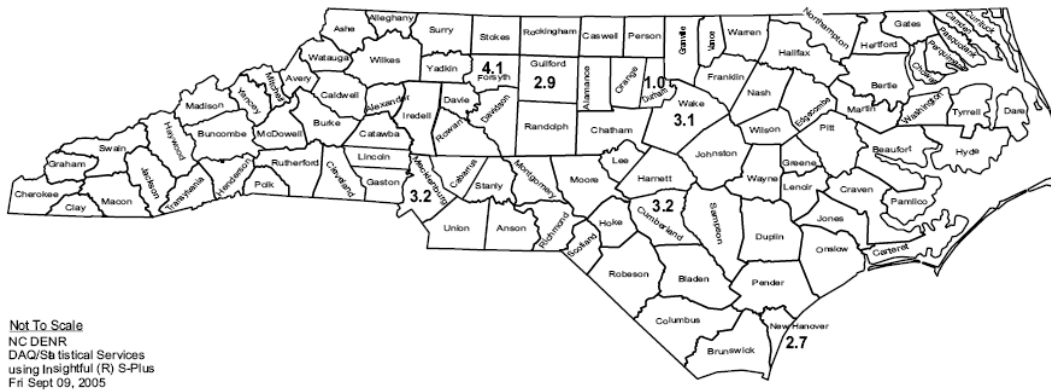 Ashe
Alleghany
Surry
Stokes
Rockingham
Caswell
Person
Granville
Vance
Warren
Northampton
Halifax
Hertford
Gates
Currituck
Camden
Pasquotank
Perquimans
Chowan
Watauga
Wilkes
Yadkin
4.1
Forsyth
Guilford
2.9
Alamance
Orange
1.0
Durham
Franklin
Nash
Edgecombe
Bertie
Martin
Washington
Tyrrell
Dare
Mitchell
Avery
Yancey
Madison
Caldwell
Alexander
Iredell
Davie
Rowan
Davidson
Randolph
Chatham
Wake
3.1
Wilson
Pitt
Beaufort
Hyde
Haywood
Buncombe
McDowell
Burke
Catawba
Swain
Graham
Cherokee
Clay
Macon
Jackson
Transylvania
Henderson
Polk
Rutherford
Cleveland
Lincoln
Gaston
Mecklenburg
3.2
Cabarrus
Stanly
Montgomery
Moore
Lee
Harnett
Johnston
Wayne
Greene
Lenoir
Craven
Pamlico
Jones
Carteret
Onslow
Union
Anson
Richmond
Scotland
Hoke
3.2
Cumberland
Sampson
Duplin
Robeson
Bladen
Pender
Columbus
New Hanover
2.7
Brunswick
Not To Scale
NC DENR
DAQ/Statistical Services
using Insightful (R) S-Plus
Fri Sept 09, 2005